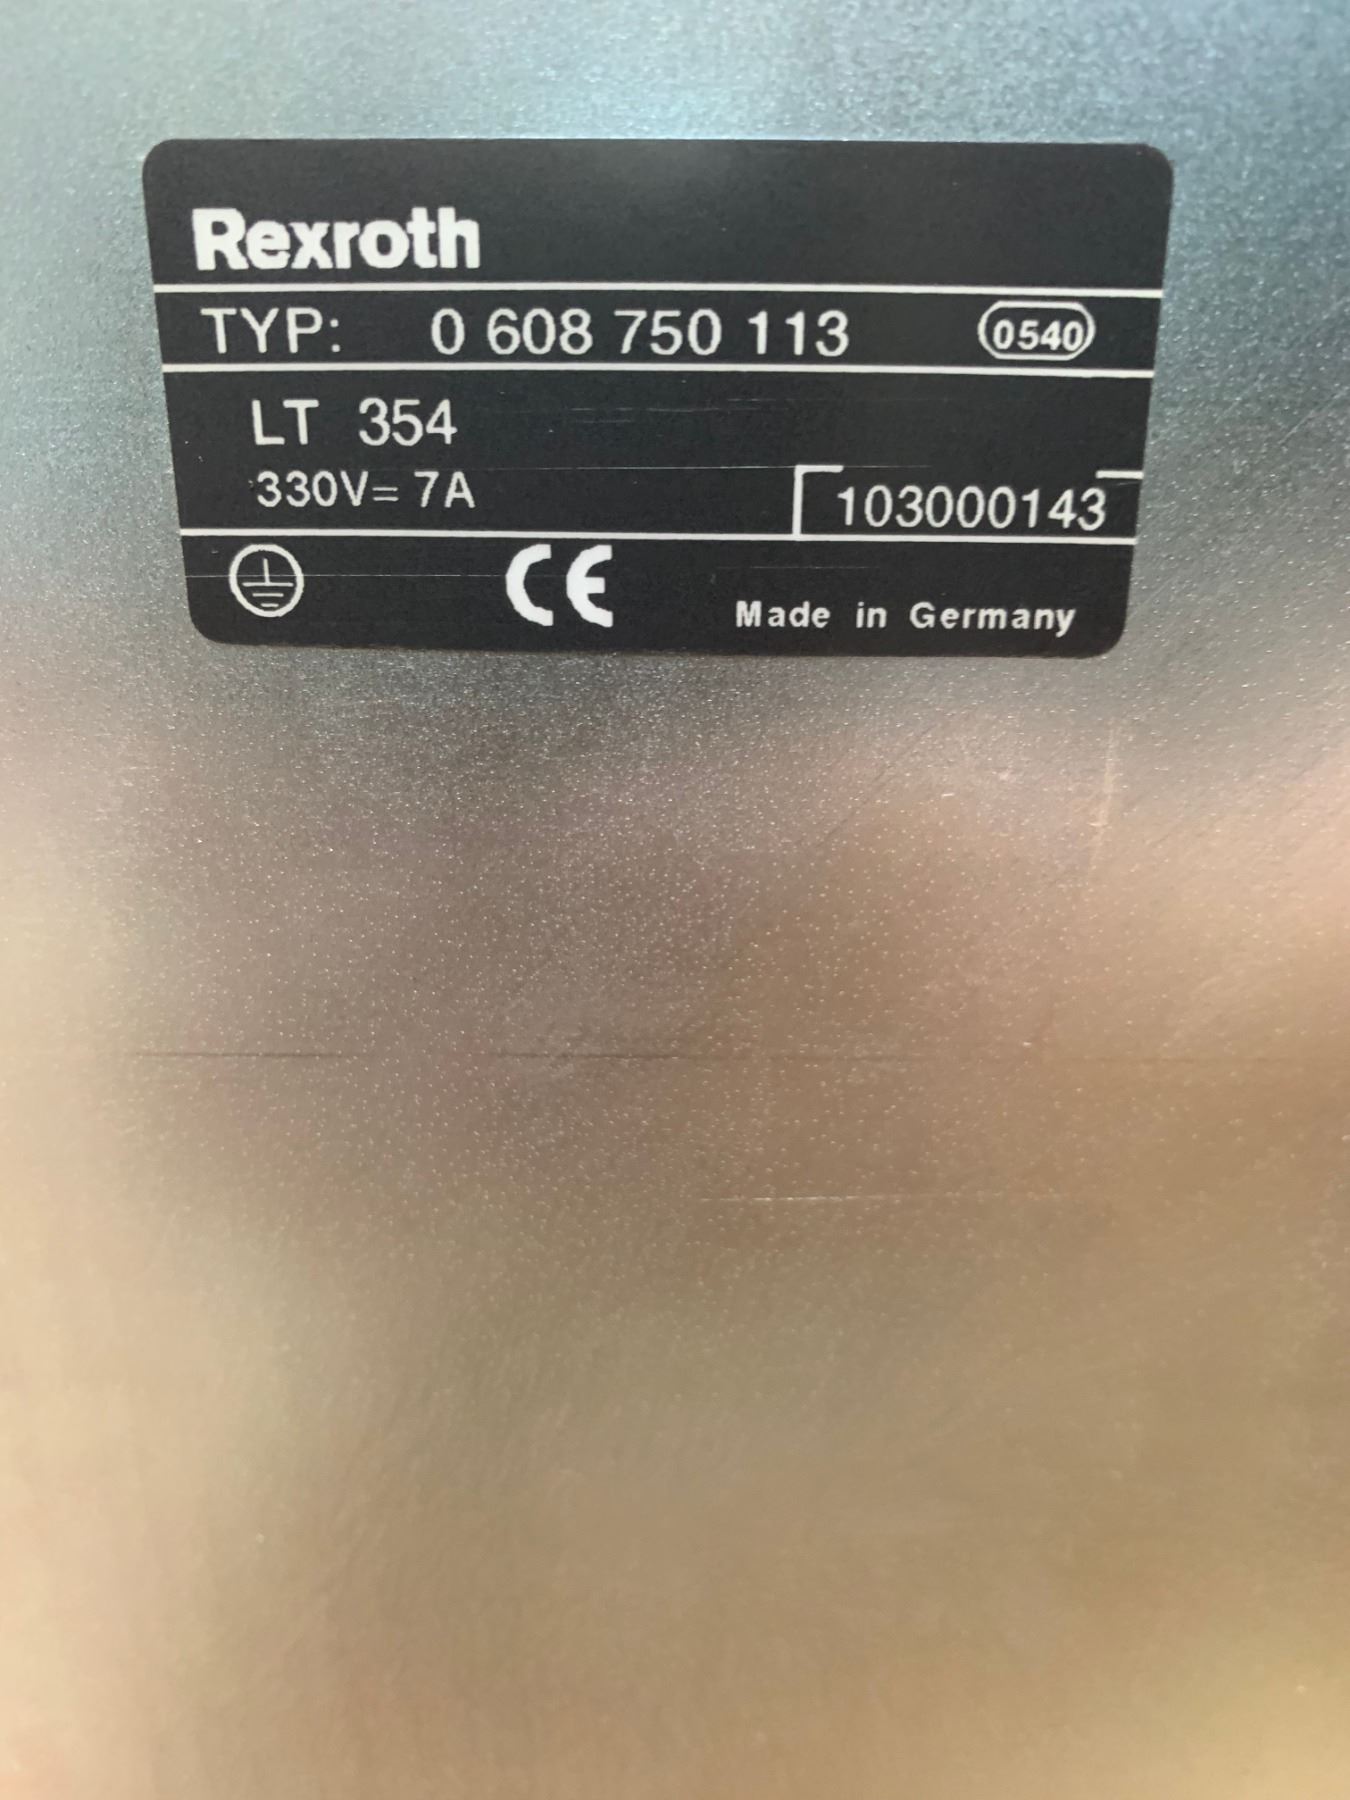 Rexroth
TYP: 0 608 750 113 0540
LT 354
330V= 7A
103000143
CE
Made in Germany